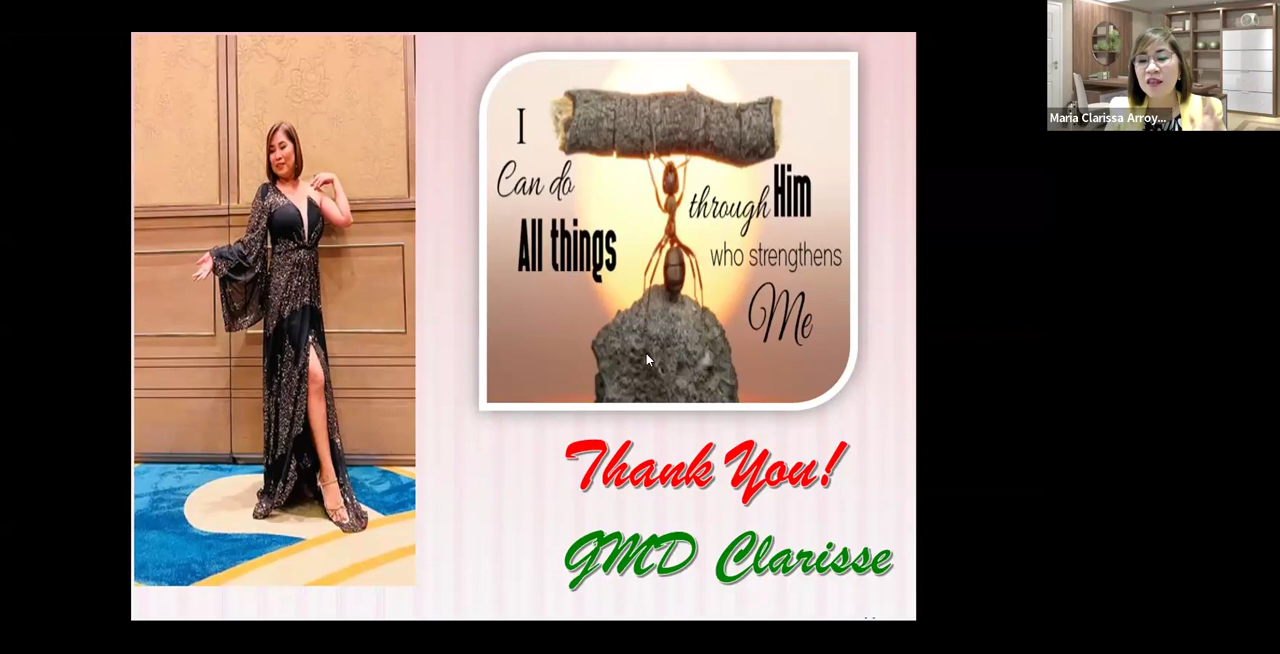 I
Can do
All things
through Him
who strengthens
Me
Thank You!
GMD Clarisse
Maria Clarissa Arroy...